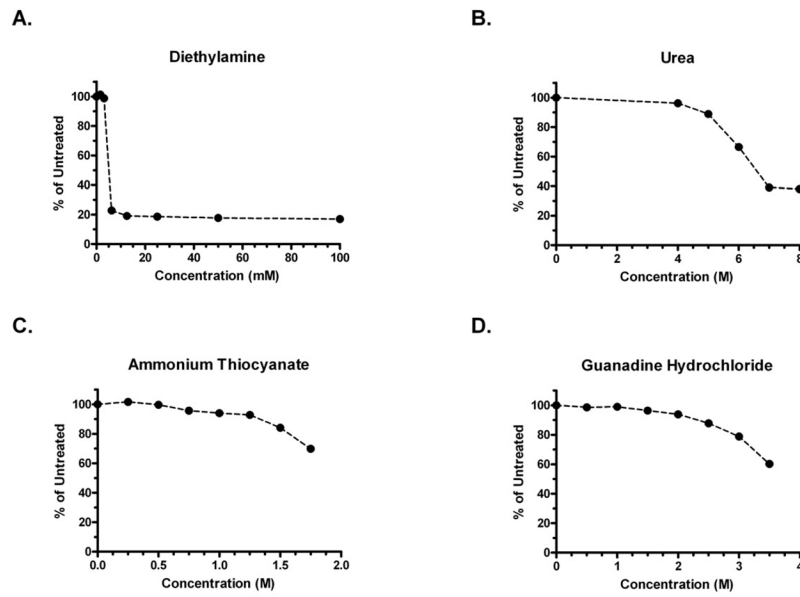 A.
Diethylamine
% of Untreated
100
80
60
40
20
0
0 20 40 60 80 100
Concentration (mM)
B.
Urea
% of Untreated
100
80
60
40
20
0
0 2 4 6 8
Concentration (M)
C.
Ammonium Thiocyanate
% of Untreated
100
80
60
40
20
0
0.0 0.5 1.0 1.5 2.0
Concentration (M)
D.
Guanadine Hydrochloride
% of Untreated
100
80
60
40
20
0
0 1 2 3 4
Concentration (M)